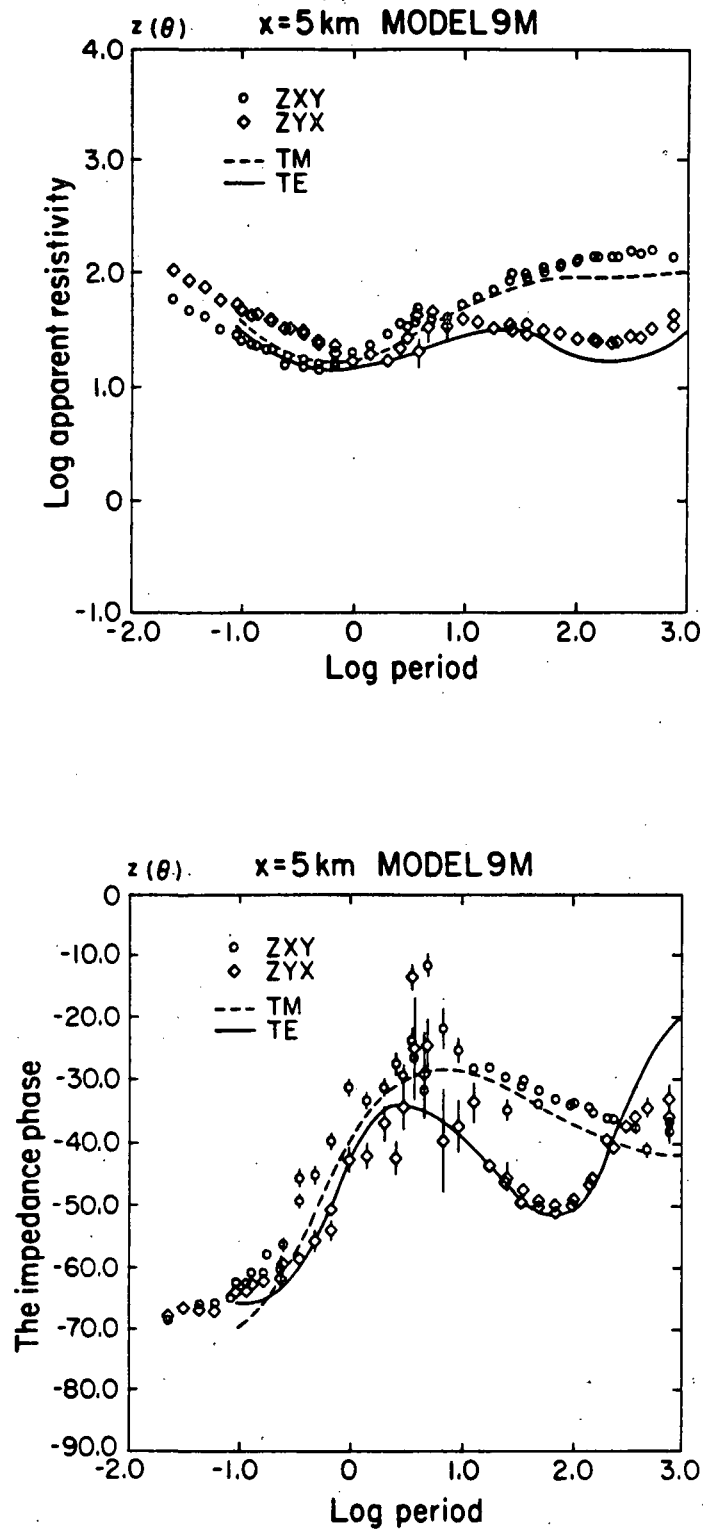 z (θ) x=5km MODEL9M
4.0
3.0
2.0
1.0
0
-1.0
Log apparent resistivity
ZXY
ZYX
TM
TE
-2.0 -1.0 0 1.0 2.0 3.0
Log period
z (θ). x=5km MODEL9M
0
-10.0
-20.0
-30.0
-40.0
-50.0
-60.0
-70.0
-80.0
-90.0
The impedance phase
ZXY
ZYX
TM
TE
-2.0 -1.0 0 1.0 2.0 3.0
Log period